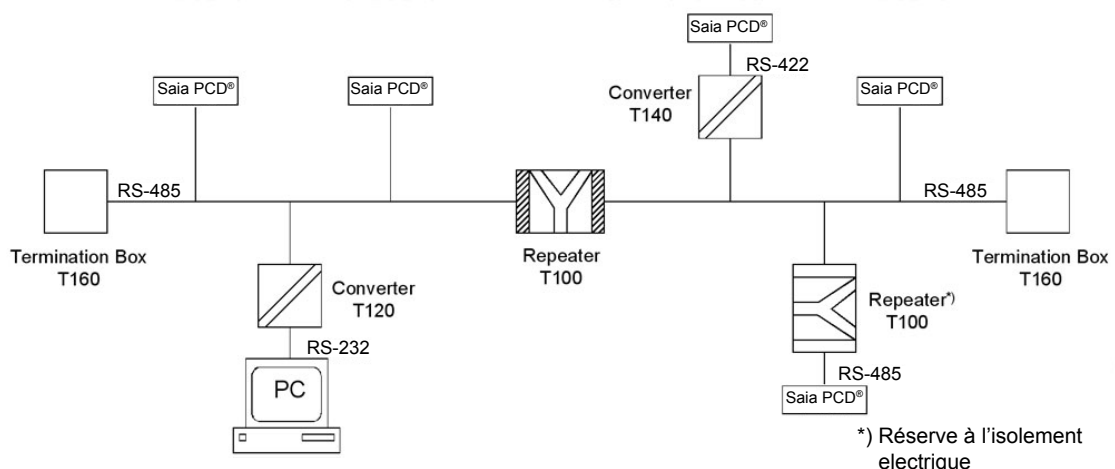 Saia PCD®
RS-422
Saia PCD®
Saia PCD®
Converter
T140
Saia PCD®
RS-485
RS-485
Termination Box
T160
Repeater
T100
Termination Box
T160
Converter
T120
Repeater*)
T100
RS-232
PC
RS-485
Saia PCD®
*) Réserve à l'isolement
electrique